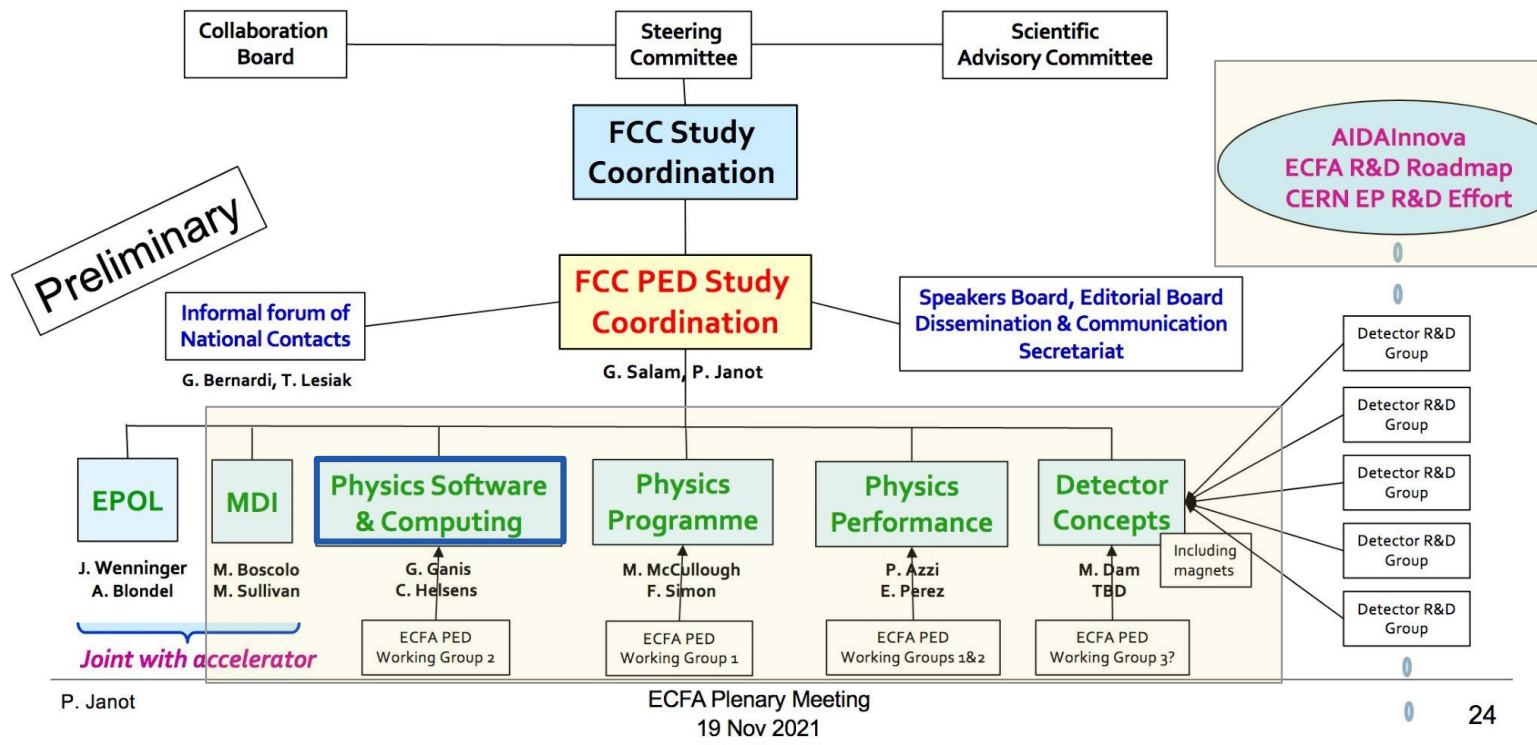 Collaboration
Board
Steering
Committee
Scientific
Advisory Committee
FCC Study
Coordination
AIDAInnova
ECFA R&D Roadmap
CERN EP R&D Effort
Preliminary
FCC PED Study
Coordination
G. Salam, P. Janot
Informal forum of
National Contacts
G. Bernardi, T. Lesiak
Speakers Board, Editorial Board
Dissemination & Communication
Secretariat
Detector R&D
Group
Detector R&D
Group
Detector R&D
Group
Detector R&D
Group
Detector R&D
Group
EPOL
J. Wenninger
A. Blondel
MDI
M. Boscolo
M. Sullivan
Joint with accelerator
Physics Software
& Computing
G. Ganis
C. Helsens
ECFA PED
Working Group 2
Physics
Programme
M. McCullough
F. Simon
ECFA PED
Working Group 1
Physics
Performance
P. Azzi
E. Perez
ECFA PED
Working Groups 1&2
Detector
Concepts
Including
magnets
M. Dam
TBD
ECFA PED
Working Group 3?
P. Janot
ECFA Plenary Meeting
19 Nov 2021
24